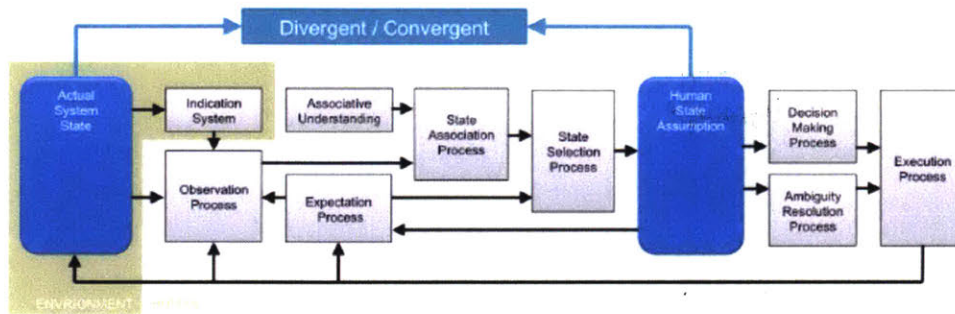 Divergent / Convergent
Actual
System
State
Indication
System
Associative
Understanding
State
Association
Process
State
Selection
Process
Human
State
Assumption
Decision
Making
Process
Execution
Process
Observation
Process
Expectation
Process
Ambiguity
Resolution
Process
ENVRIONMENT